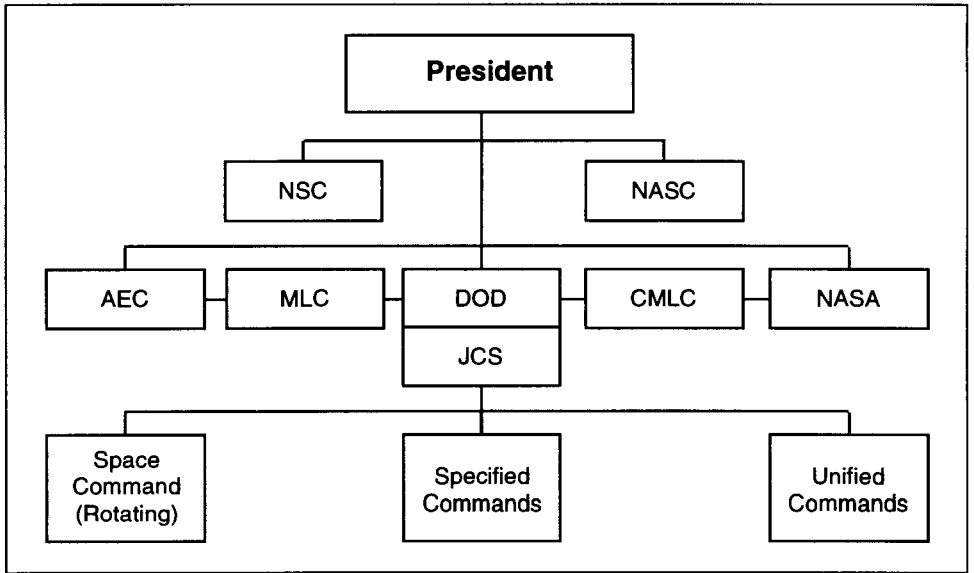 President
NSC
NASC
AEC
MLC
DOD
CMLC
NASA
JCS
Space
Command
(Rotating)
Specified
Commands
Unified
Commands